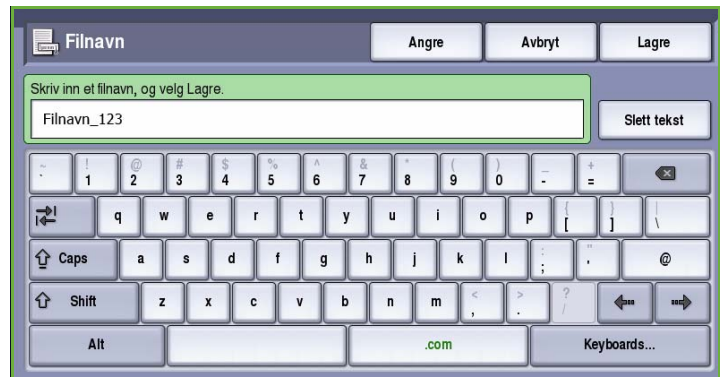 Filnavn Angre Avbryt Lagre
Skriv inn et filnavn, og velg Lagre.
Filnavn_123 Slett tekst
~ ! @ # $ % ^ & * ( ) _ +
` 1 2 3 4 5 6 7 8 9 0 - =
q w e r t y u i o p { [ } ] | \
Caps a s d f g h j k l : ; " ' @
Shift z x c v b n m < , > . ? /
Alt .com Keyboards...